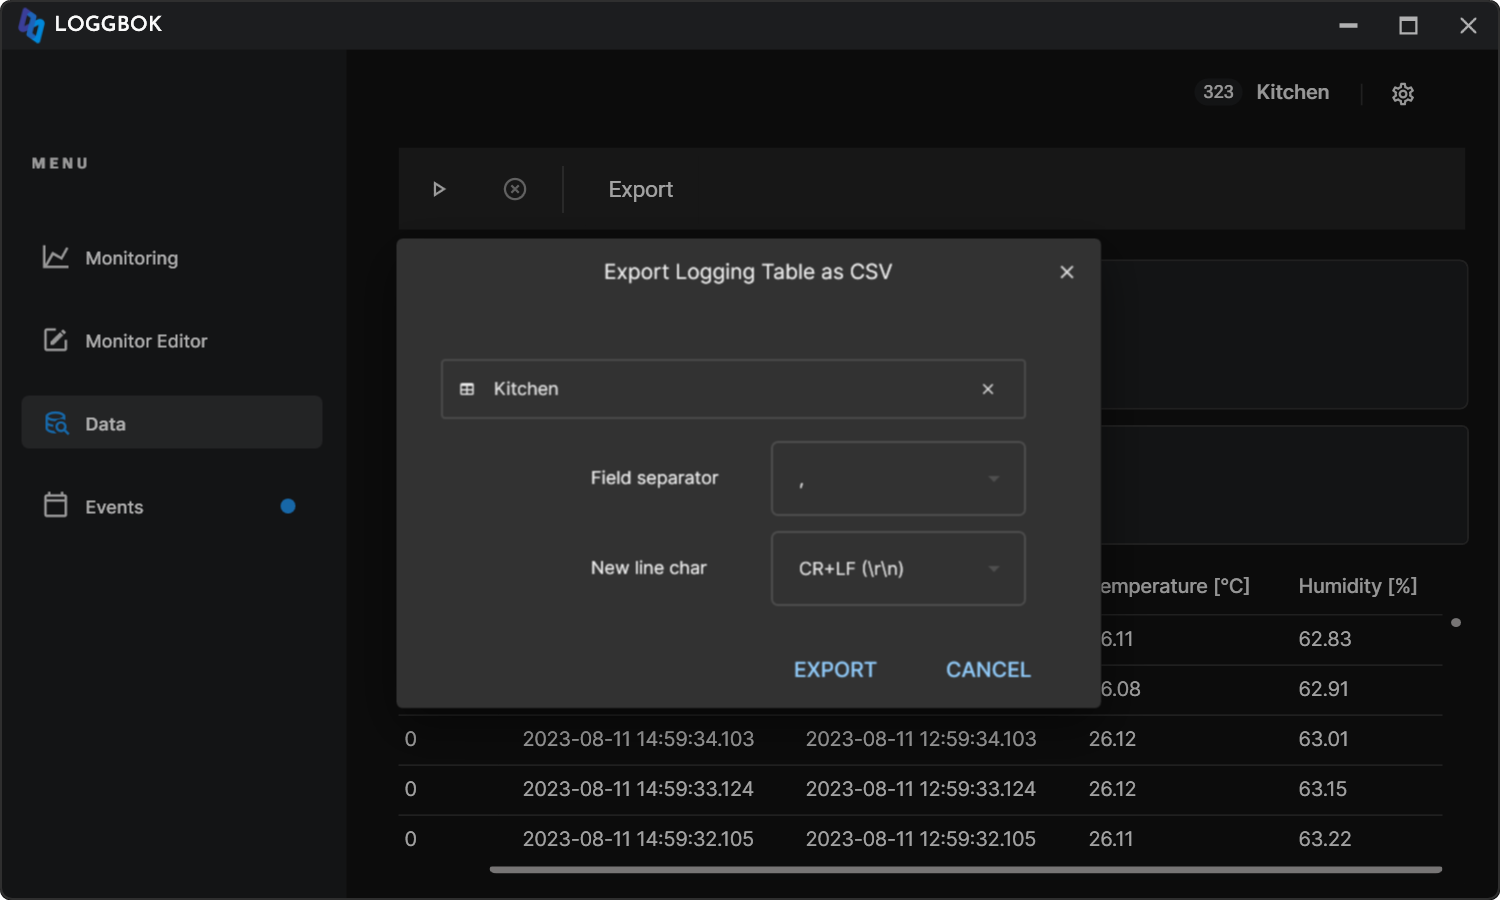 LOGGBOK
323 Kitchen
MENU
Monitoring
Monitor Editor
Data
Events
Export
Export Logging Table as CSV
Kitchen
Field separator ,
New line char CR+LF (\r\n)
EXPORT CANCEL
emperature [°C] Humidity [%]
6.11 62.83
6.08 62.91
0 2023-08-11 14:59:34.103 2023-08-11 12:59:34.103 26.12 63.01
0 2023-08-11 14:59:33.124 2023-08-11 12:59:34.124 26.12 63.15
0 2023-08-11 14:59:32.105 2023-08-11 12:59:32.105 26.11 63.22